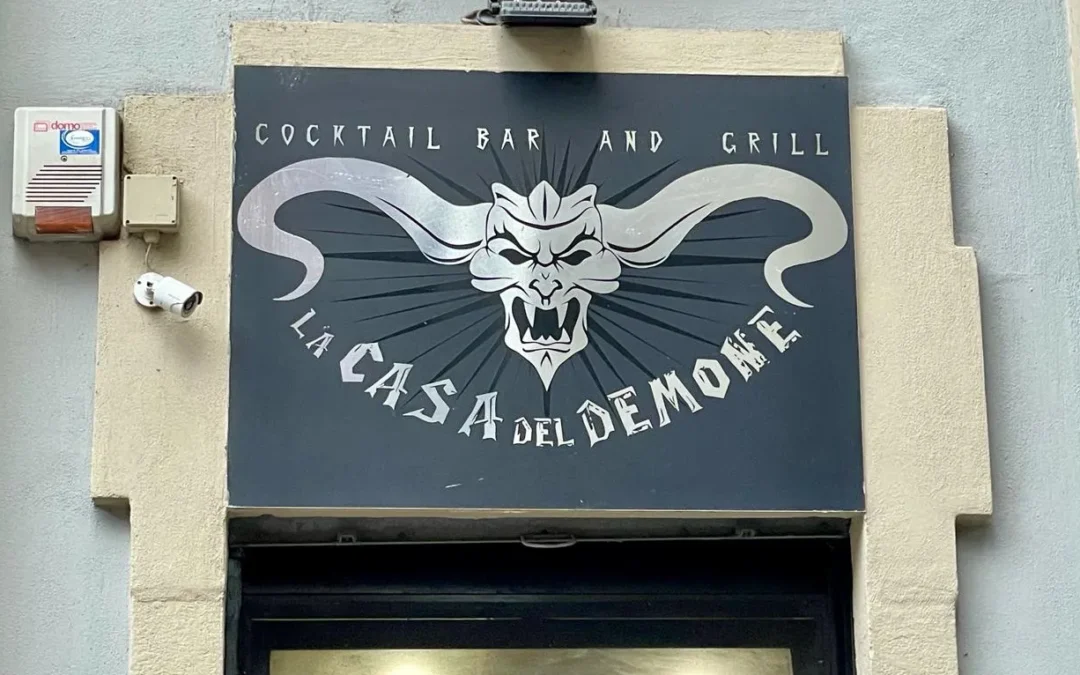 COCKTAIL BAR AND GRILL
domo
LA CASA DEL DEMONE